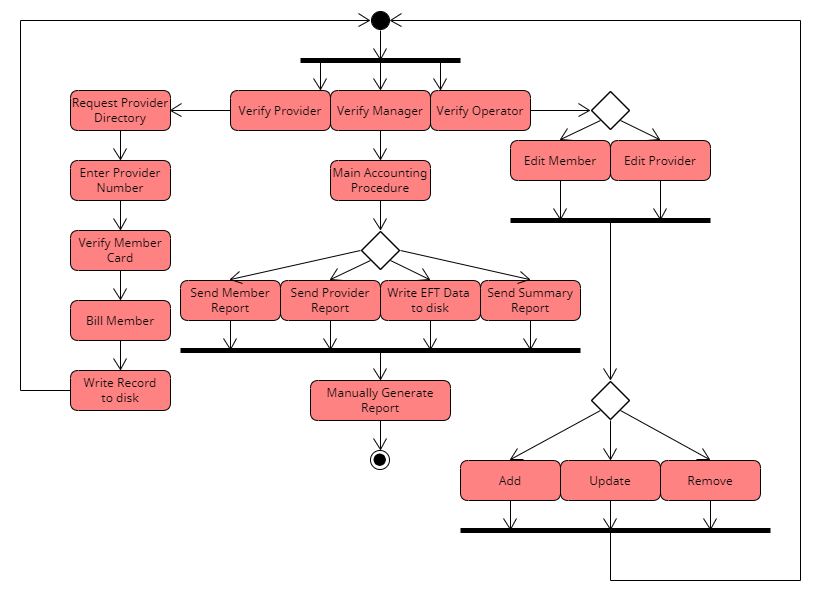 Request Provider
Directory
Verify Provider
Verify Manager
Verify Operator
Enter Provider
Number
Main Accounting
Procedure
Edit Member
Edit Provider
Verify Member
Card
Bill Member
Send Member
Report
Send Provider
Report
Write EFT Data
to disk
Send Summary
Report
Write Record
to disk
Manually Generate
Report
Add
Update
Remove